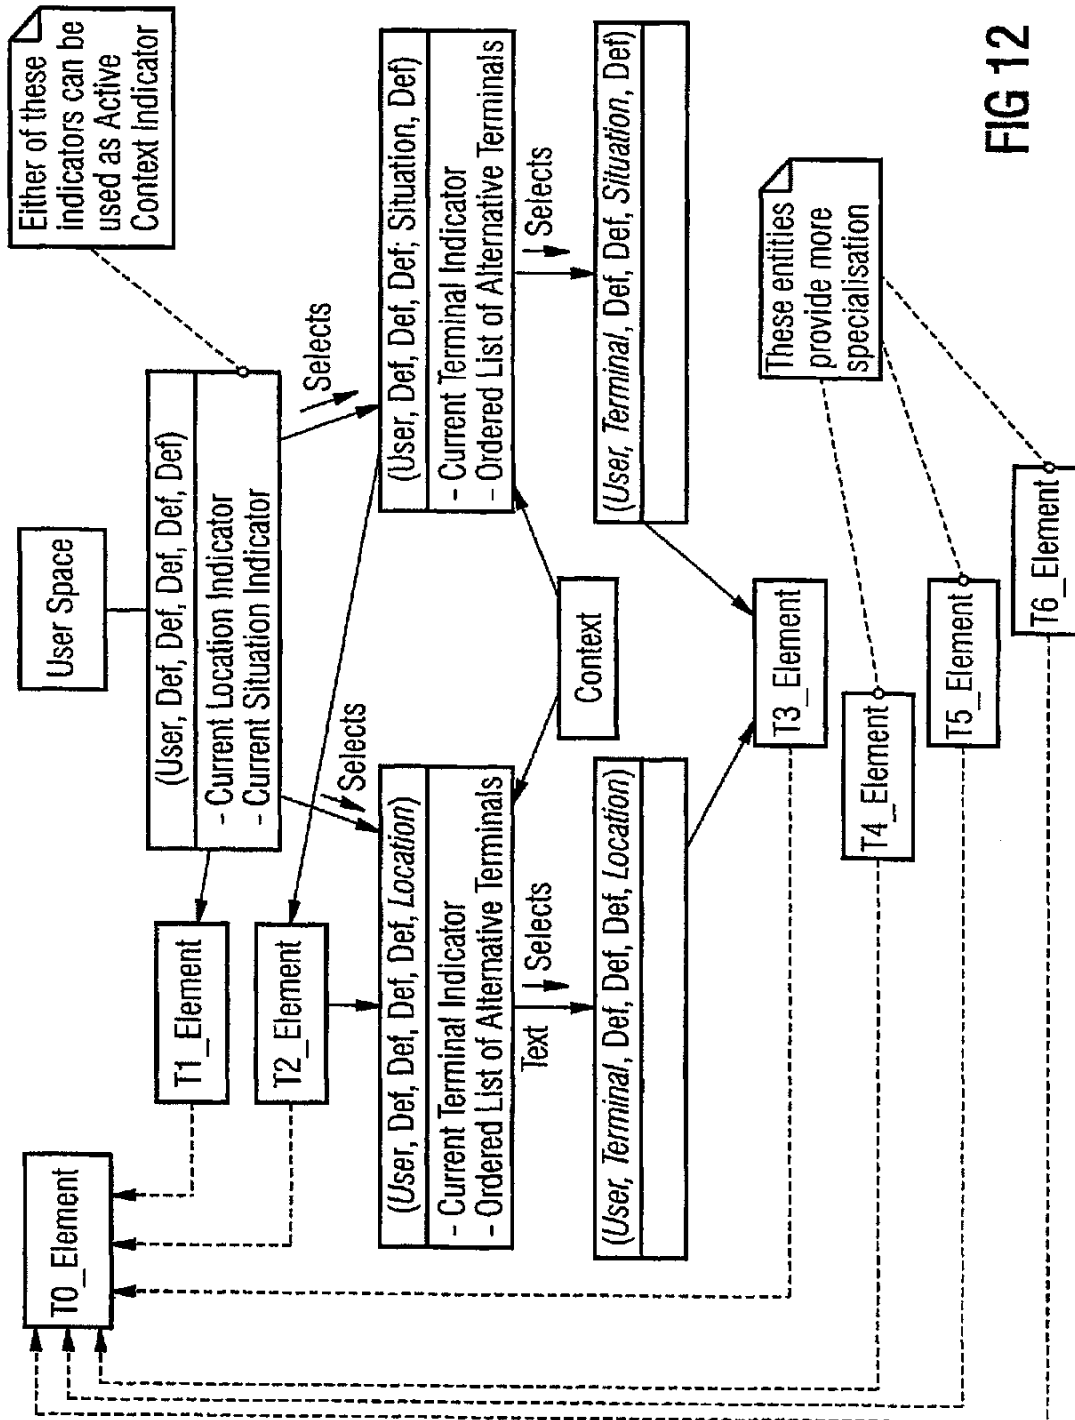 Either of these
indicators can be
used as Active
Context Indicator
User Space
(User, Def, Def, Def, Def, Def)
- Current Location Indicator
- Current Situation Indicator
T0_Element
T1_Element
T2_Element
Selects
Selects
(User, Def, Def, Def, Def, Location)
- Current Terminal Indicator
- Ordered List of Alternative Terminals
(User, Def, Def, Def; Situation, Def)
- Current Terminal Indicator
- Ordered List of Alternative Terminals
Text
Selects
Context
Selects
(User, Terminal, Def, Def, Def, Location)
(User, Terminal, Def, Def, Situation, Def)
T3_Element
These entities
provide more
specialisation
T4_Element
T5_Element
T6_Element
FIG 12